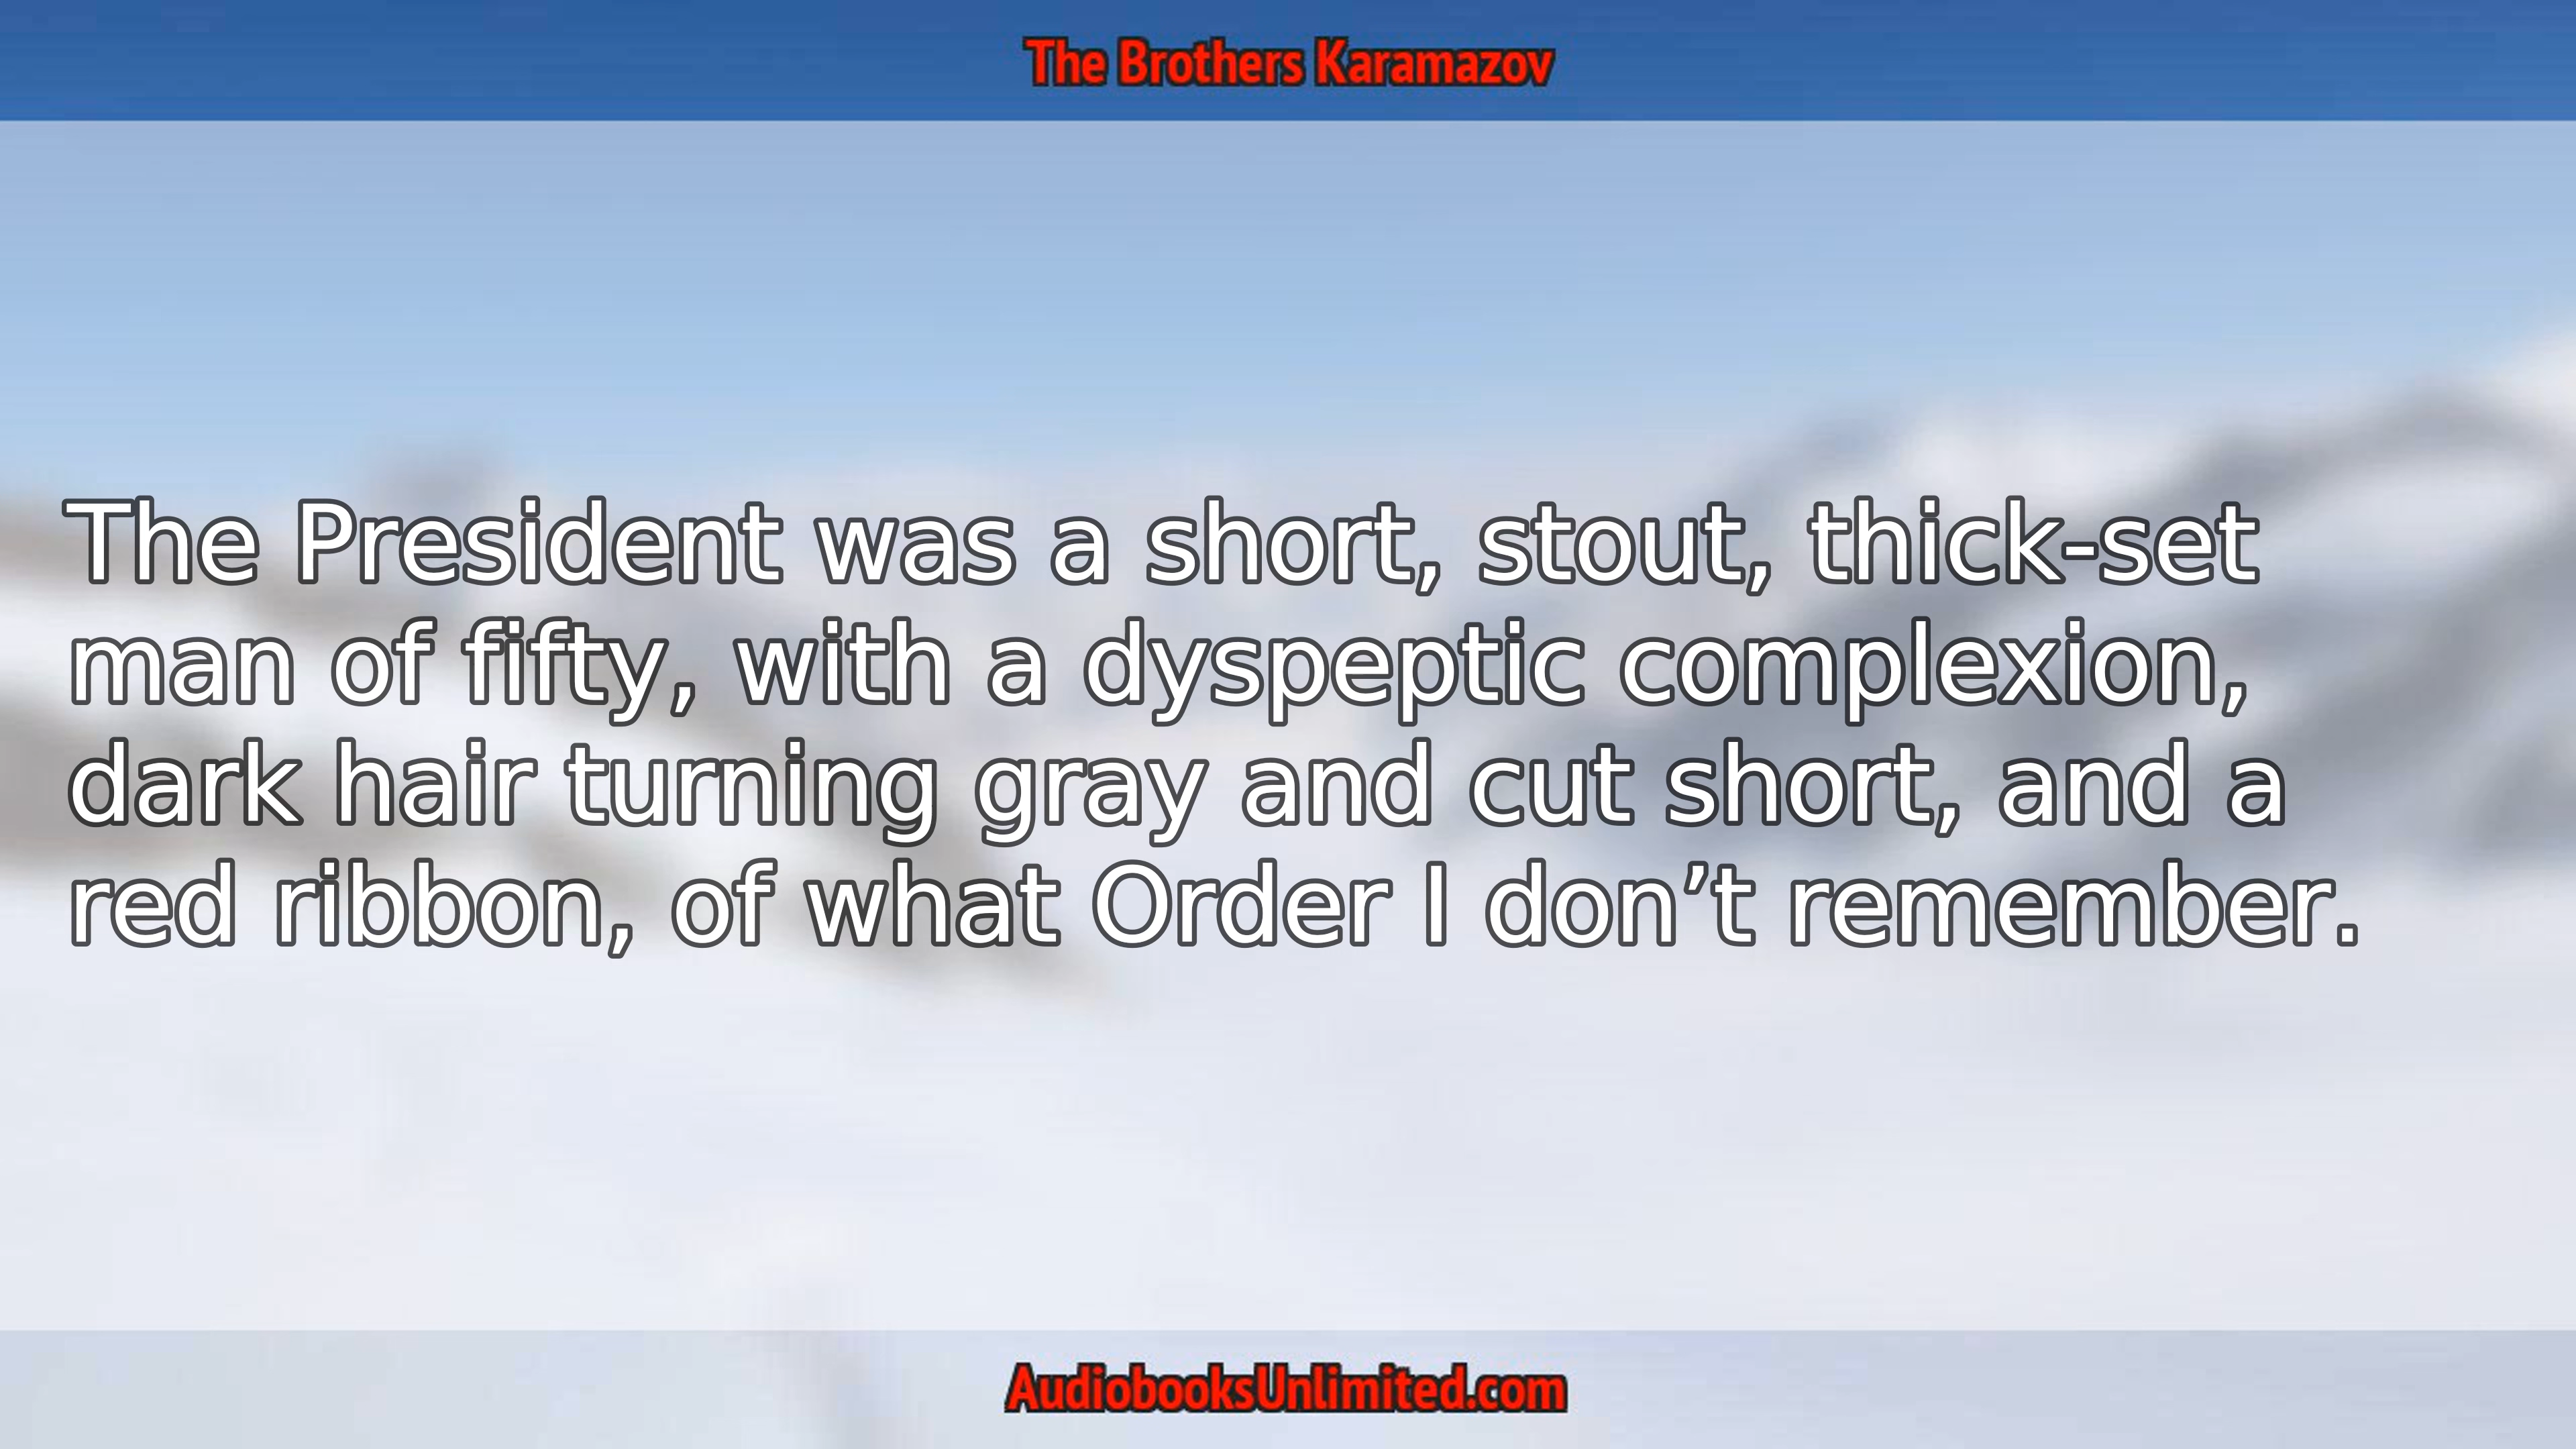 The Brothers Karamazov
The President was a short, stout, thick-set
man of fifty, with a dyspeptic complexion,
dark hair turning gray and cut short, and a
red ribbon, of what Order I don’t remember.
AudiobooksUnlimited.com